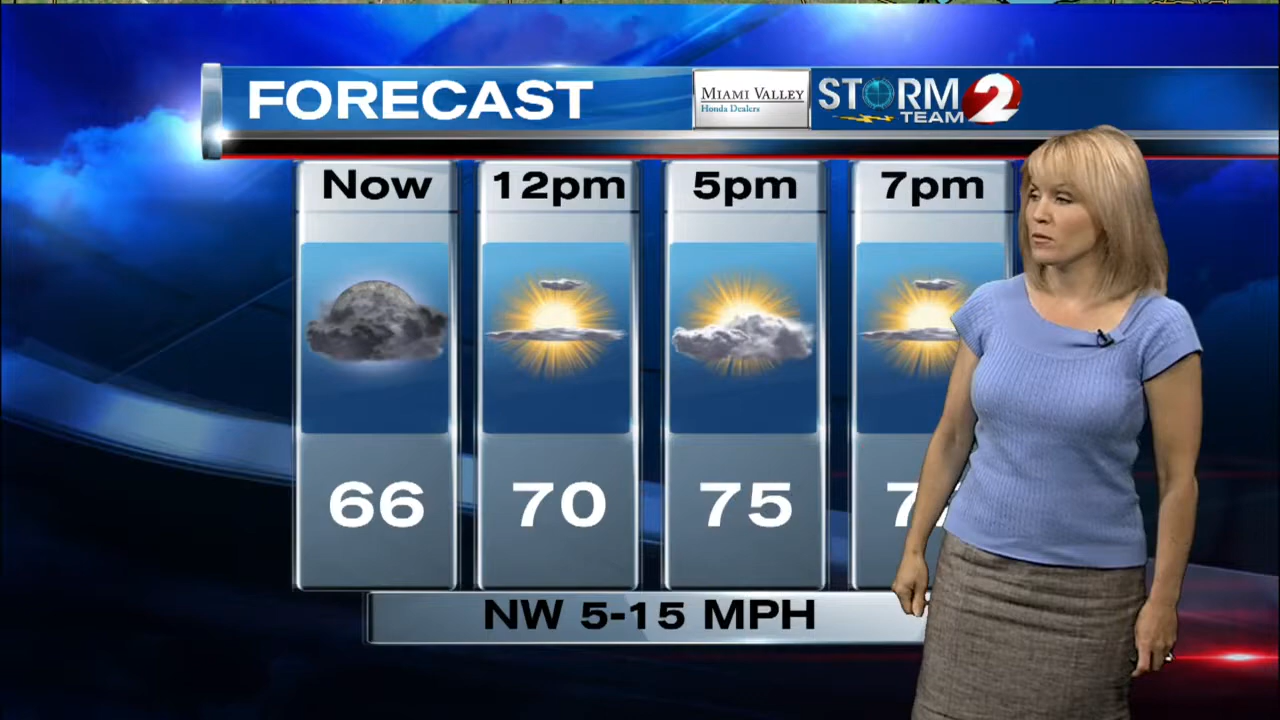 FORECAST
MIAMI VALLEY
Honda Dealers
STORM
TEAM
2
Now 12pm 5pm 7pm
66 70 75
NW 5-15 MPH